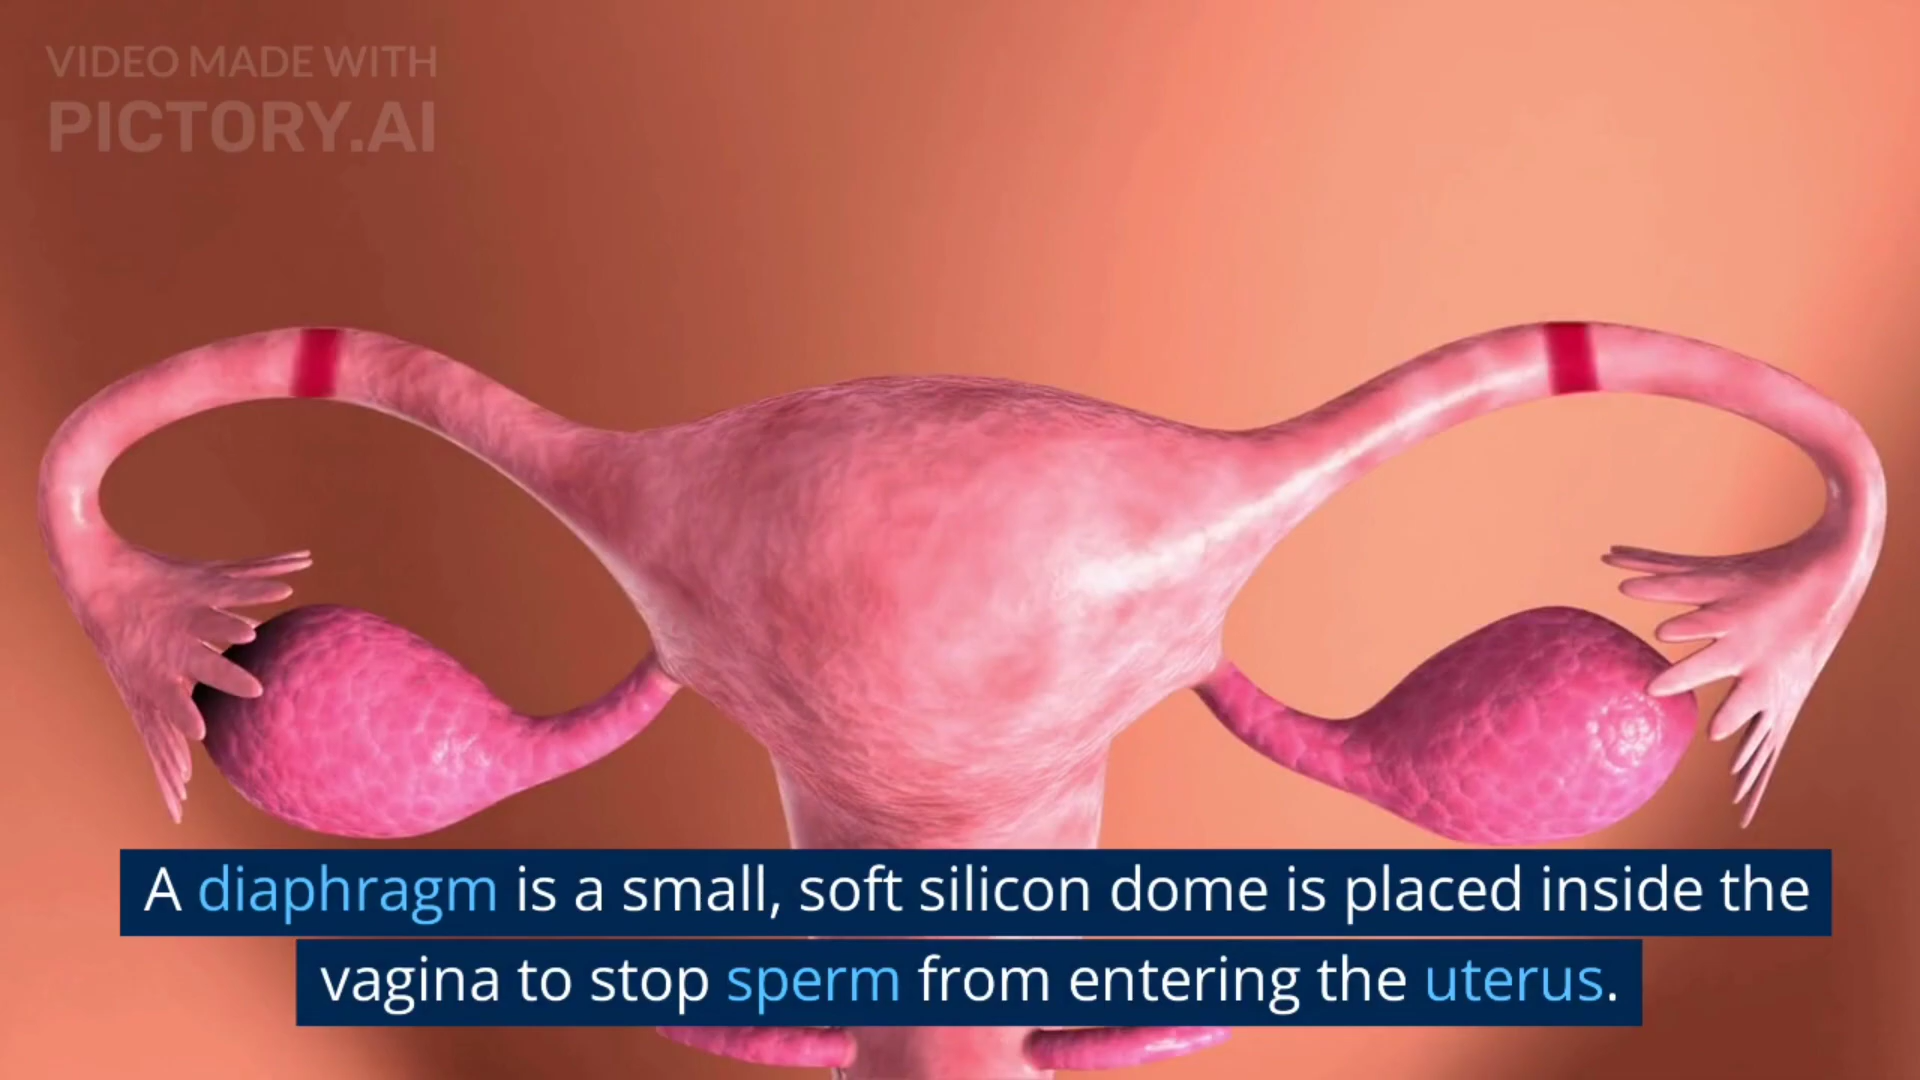 VIDEO MADE WITH
PICTORY.AI
A diaphragm is a small, soft silicon dome is placed inside the
vagina to stop sperm from entering the uterus.